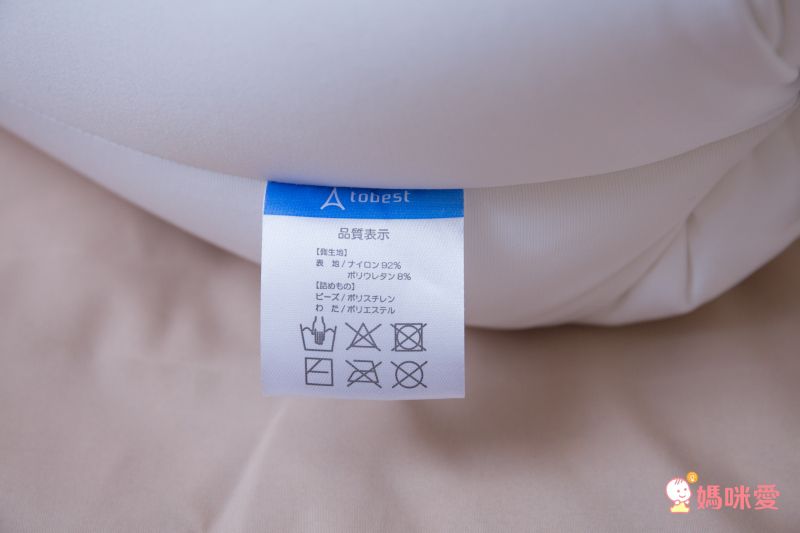 tobest
品質表示
【側生地】
表 地/ナイロン92%
ポリウレタン8%
【詰めもの】
ビーズ/ポリスチレン
わ た/ポリエステル
媽咪愛